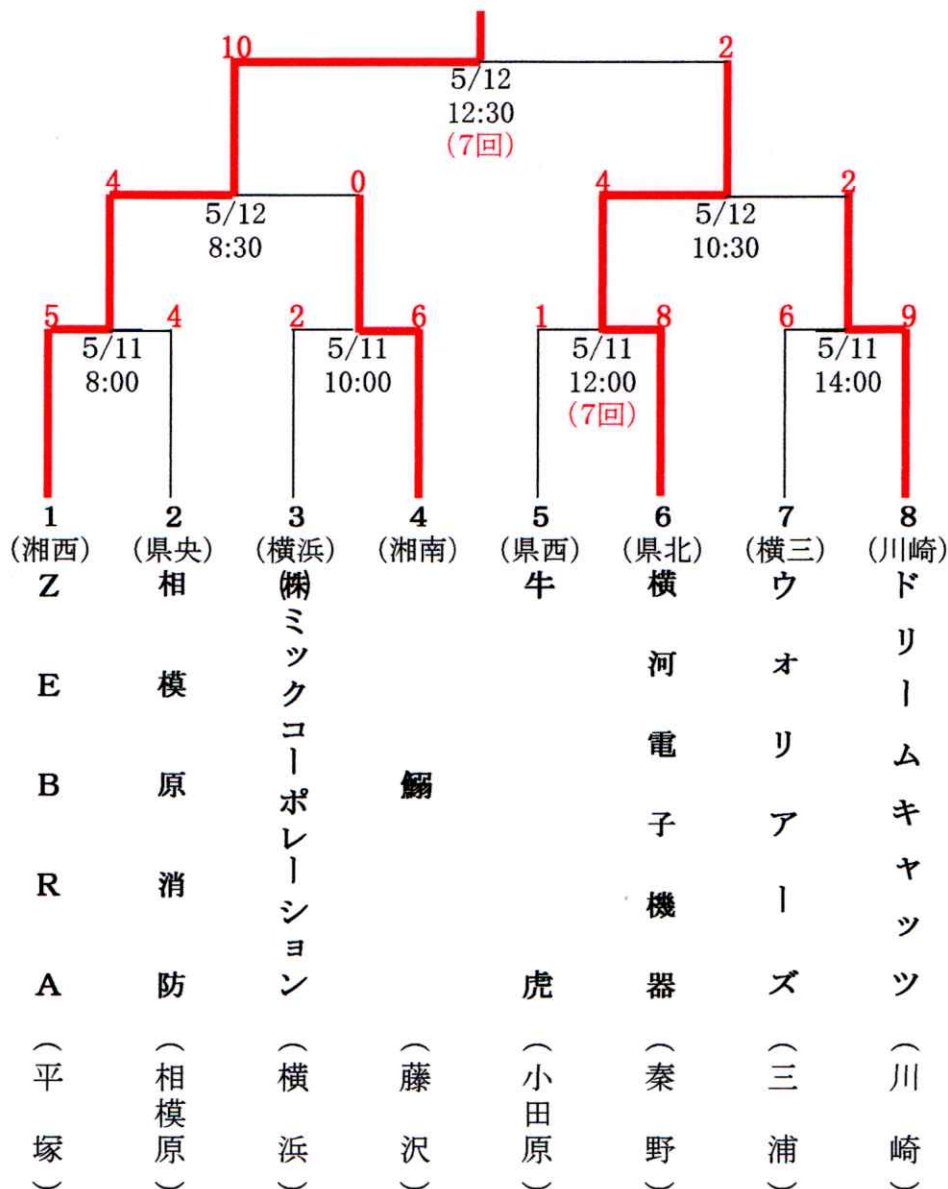 10
2
5/12
12:30
(7回)
4
0
4
2
5/12
8:30
5/12
10:30
5
4
2
6
1
8
6
9
5/11
8:00
5/11
10:00
5/11
12:00
(7回)
5/11
14:00
1
2
3
4
5
6
7
8
(湘西)
(県央)
(横浜)
(湘南)
(県西)
(県北)
(横三)
(川崎)
ZEBRA(平塚)
相模原消防(相模原)
㈱ミックコーポレーション(横浜)
鰯(藤沢)
牛虎(小田原)
横河電子機器(秦野)
ウォリアーズ(三浦)
ドリームキャッツ(川崎)